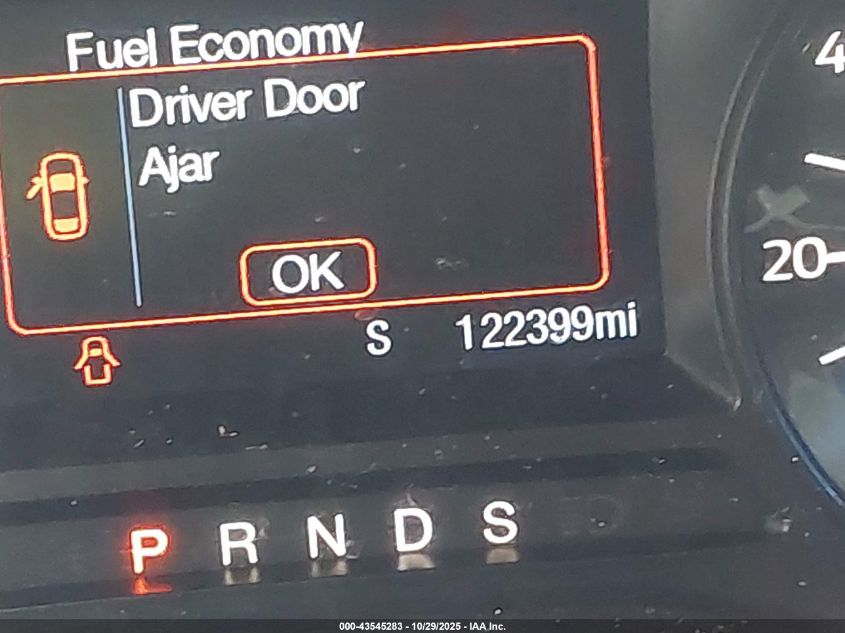 Fuel Economy
Driver Door
Ajar
OK
S 122399mi
20
P R N D S
000-43545283 - 10/29/2025 - IAA, Inc.